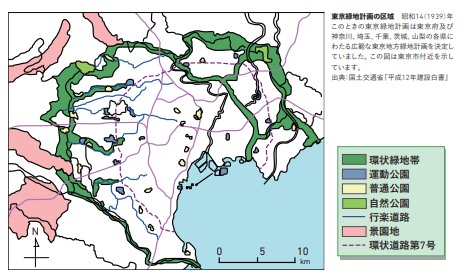 東京緑地計画の区域　昭和14(1939)年
このときの東京緑地計画は東京府及び
神奈川、埼玉、千葉、茨城、山梨の各県に
わたる広範な東京地方緑地計画を決定し
ていました。この図は東京市付近を示し
ています。
出典:国土交通省「平成12年建設白書」
環状緑地帯
運動公園
普通公園
自然公園
行楽道路
景園地
環状道路第7号
N
0 5 10
km